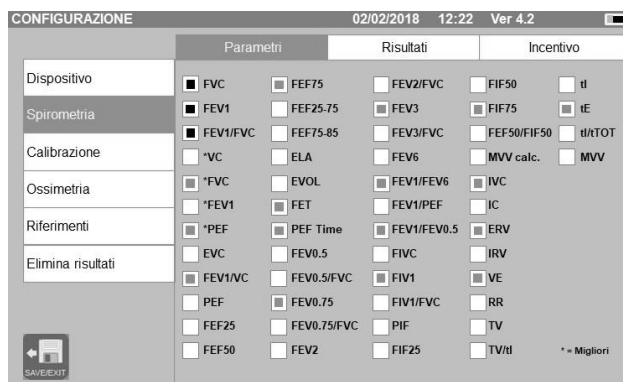 CONFIGURAZIONE 02/02/2018 12:22 Ver 4.2
Parametri Risultati Incentivo
Dispositivo
Spirometria
Calibrazione
Ossimetria
Riferimenti
Elimina risultati
SAVE/EXIT
FVC FEF75 FEV2/FVC FIF50 tI
FEV1 FEF25-75 FEV3 FIF75 tE
FEV1/FVC FEF75-85 FEV3/FVC FEF50/FIF50 tI/tTOT
*VC ELA FEV6 MVV calc. MVV
*FVC EVOL FEV1/FEV6 IVC
*FEV1 FET FEV1/PEF IC
*PEF PEF Time FEV1/FEV0.5 ERV
EVC FEV0.5 FIVC IRV
FEV1/VC FEV0.5/FVC FIV1 VE
PEF FEV0.75 FIV1/FVC RR
FEF25 FEV0.75/FVC PIF TV
FEF50 FEV2 FIF25 TV/tI * = Migliori